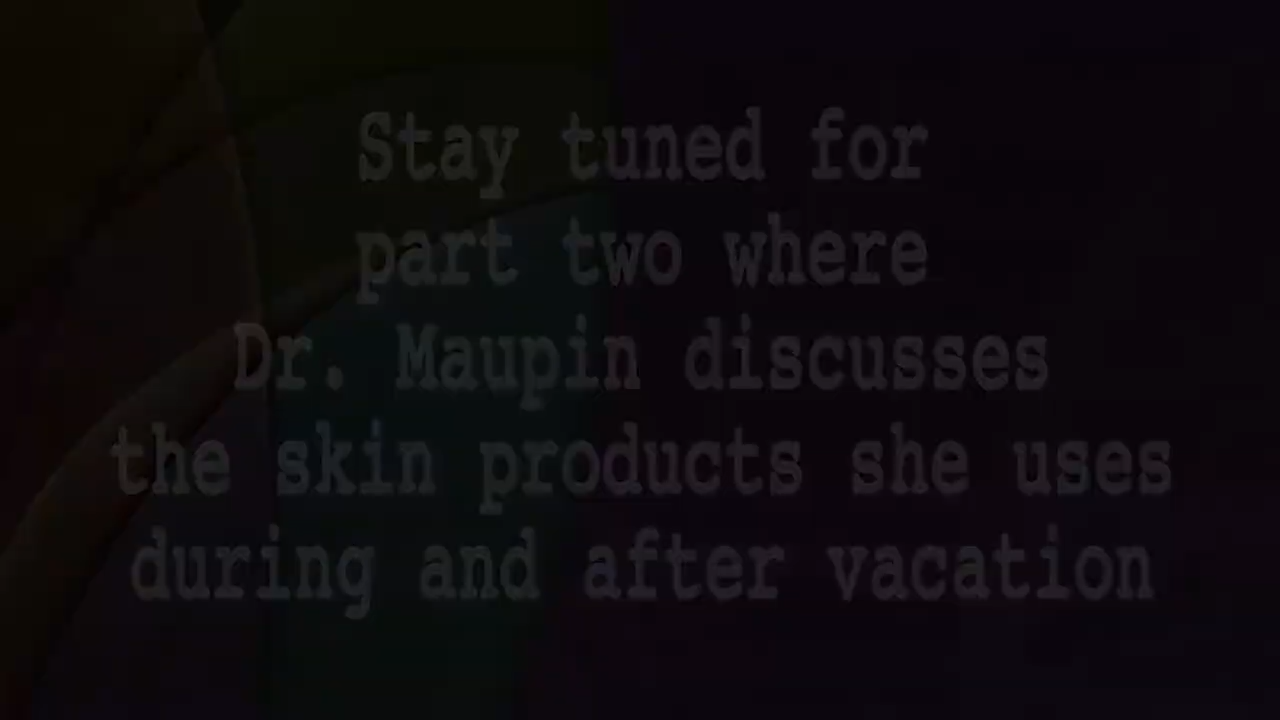 Stay tuned for
part two where
Dr. Maupin discusses
the skin products she uses
during and after vacation